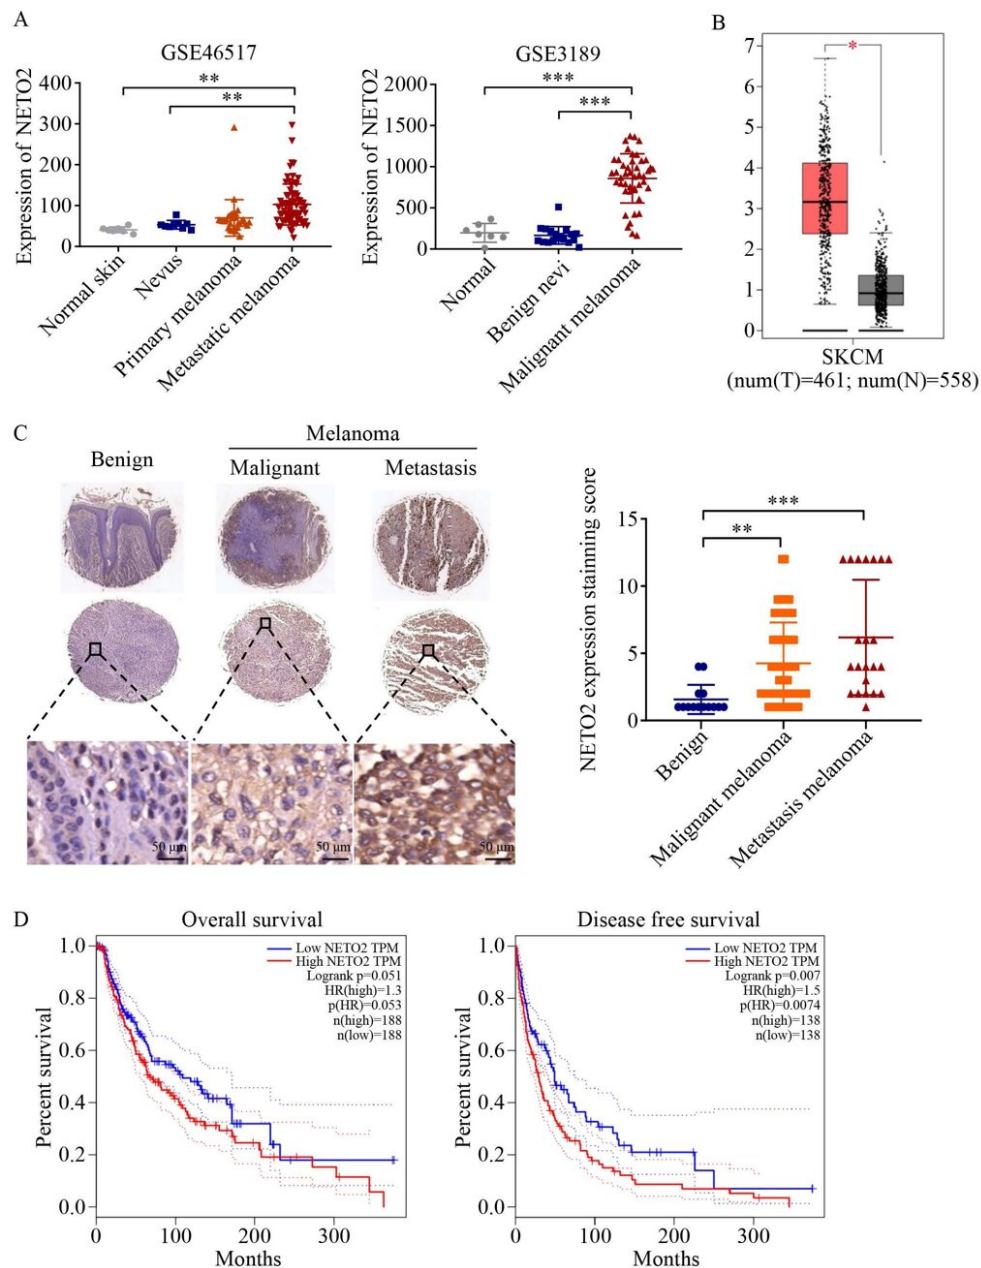 A
GSE46517
Expression of NETO2
400
300
200
100
0
**
**
Normal skin
Nevus
Primary melanoma
Metastatic melanoma
GSE3189
Expression of NETO2
2000
1500
1000
500
0
***
***
Normal
Benign nevi
Malignant melanoma
B
7
6
5
4
3
2
1
0
*
SKCM
(num(T)=461; num(N)=558)
C
Melanoma
Benign
Malignant
Metastasis
50 μm
50 μm
50 μm
NETO2 expression stainning score
15
10
5
0
***
**
Benign
Malignant melanoma
Metastasis melanoma
D
Overall survival
Percent survival
1.0
0.8
0.6
0.4
0.2
0.0
Low NETO2 TPM
High NETO2 TPM
Logrank p=0.051
HR(high)=1.3
p(HR)=0.053
n(high)=188
n(low)=188
0
100
200
300
Months
Disease free survival
Percent survival
1.0
0.8
0.6
0.4
0.2
0.0
Low NETO2 TPM
High NETO2 TPM
Logrank p=0.007
HR(high)=1.5
p(HR)=0.0074
n(high)=138
n(low)=138
0
100
200
300
Months